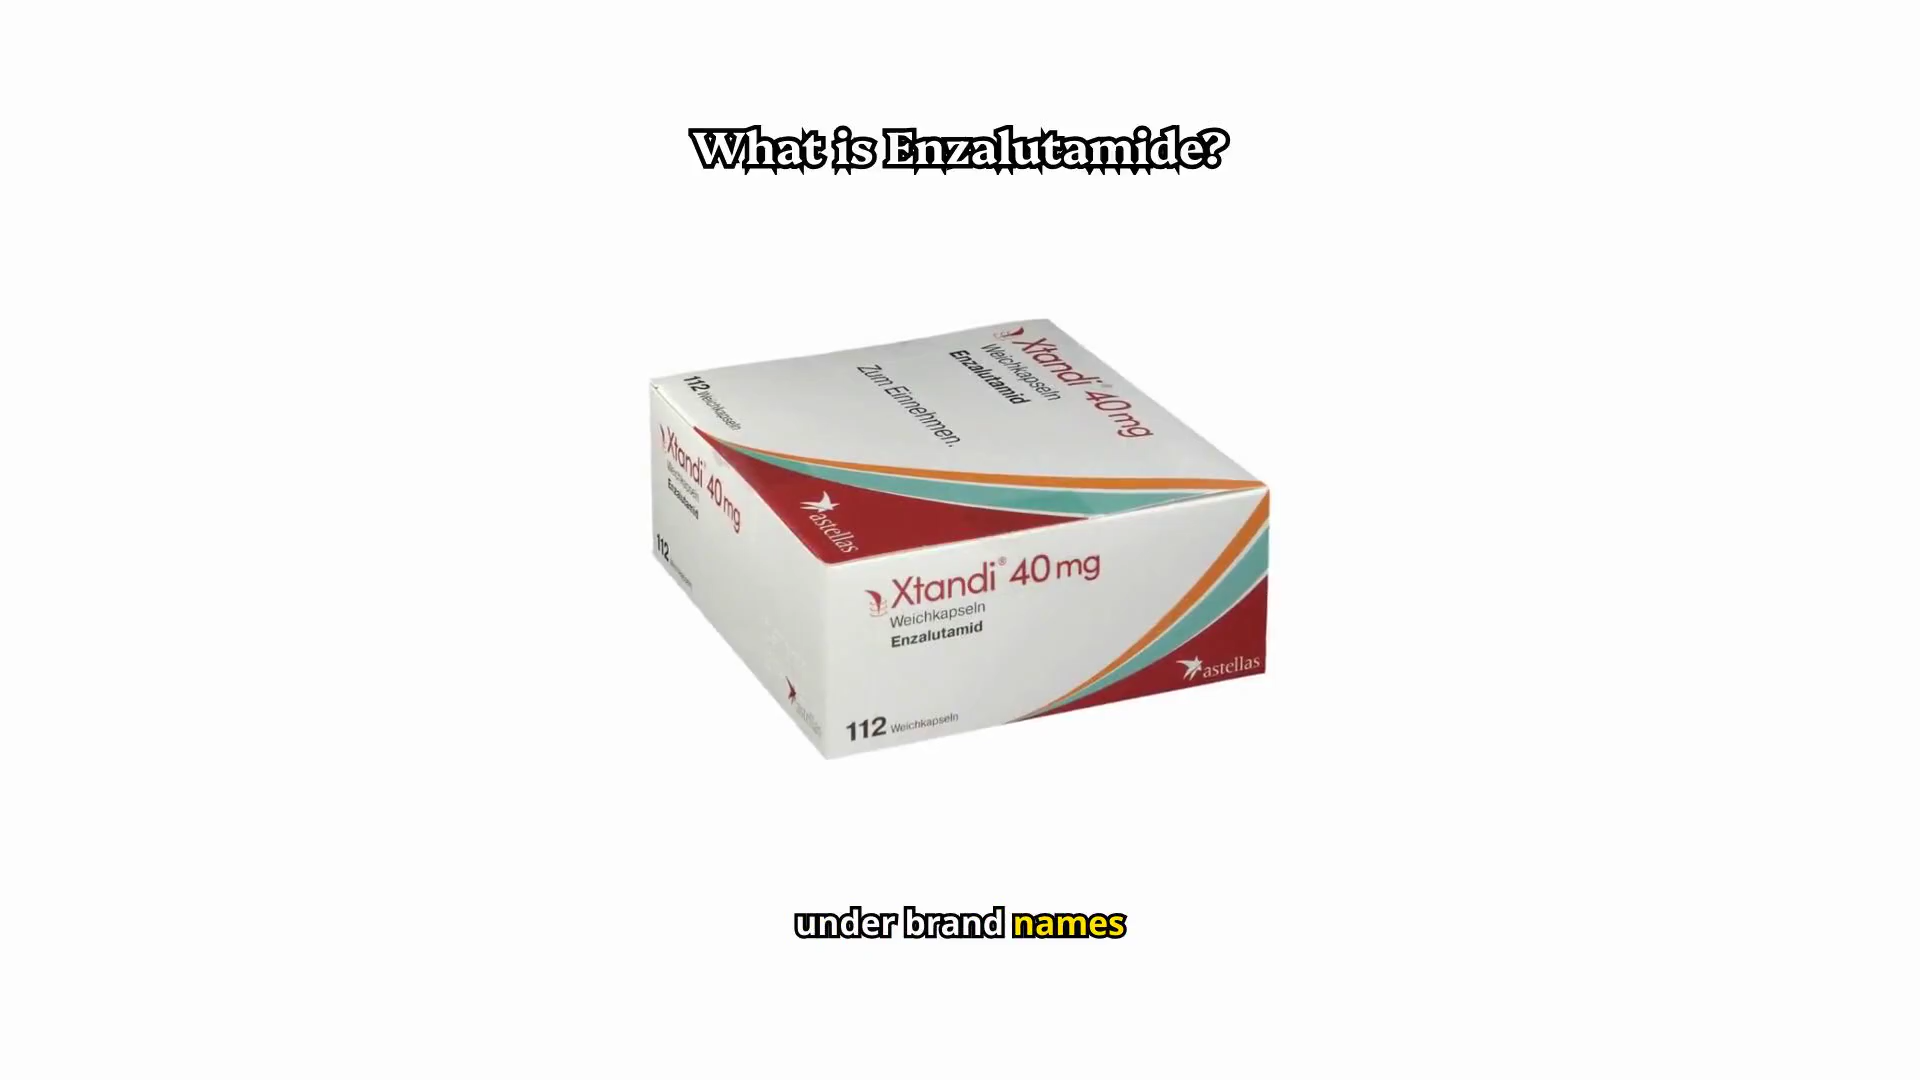 What is Enzalutamide?
Xtandi® 40 mg
Weichkapseln
Enzalutamid
Zum Einnehmen.
112 Weichkapseln
astellas
Xtandi® 40 mg
Weichkapseln
Enzalutamid
112
Xtandi® 40 mg
Weichkapseln
Enzalutamid
112 Weichkapseln
astellas
under brand names